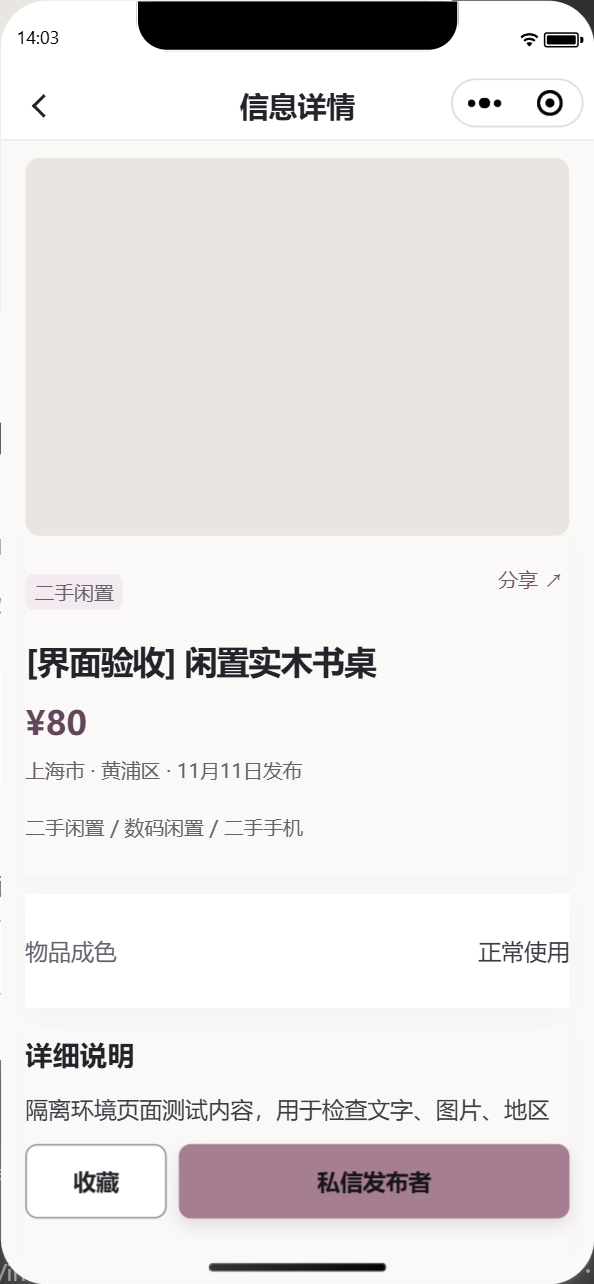 14:03
信息详情
二手闲置
分享 ↗
[界面验收] 闲置实木书桌
¥80
上海市 · 黄浦区 · 11月11日发布
二手闲置 / 数码闲置 / 二手手机
物品成色
正常使用
详细说明
隔离环境页面测试内容，用于检查文字、图片、地区
收藏
私信发布者